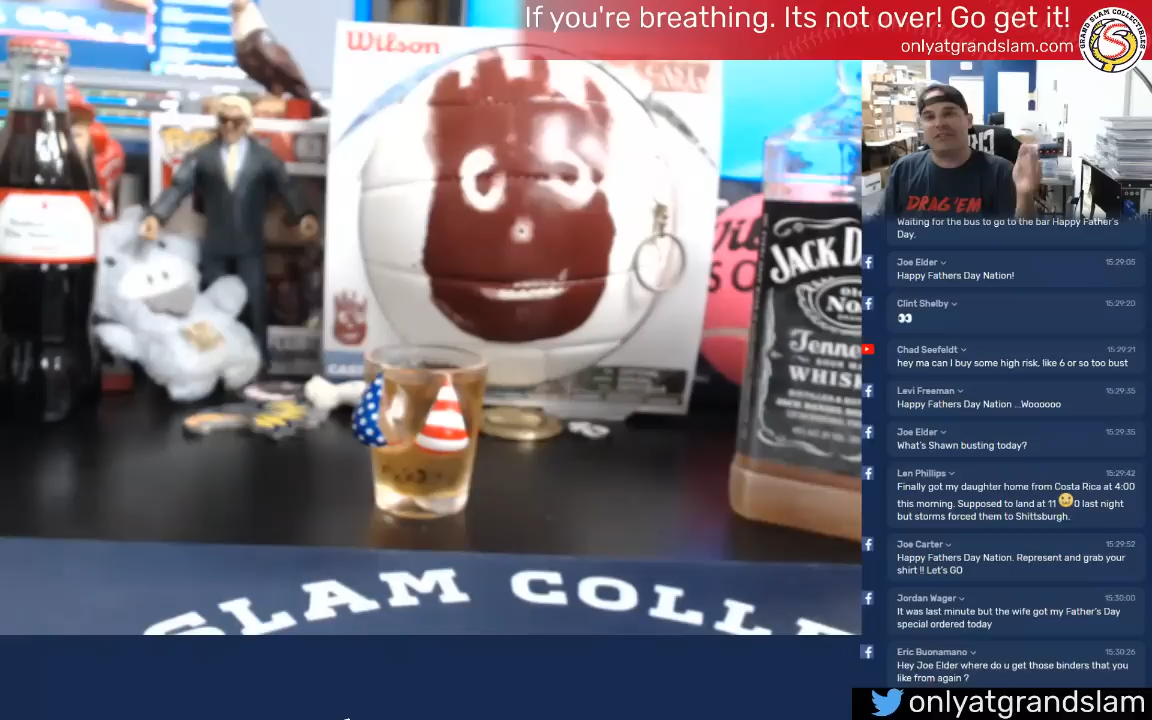 If you're breathing. Its not over! Go get it!
onlyatgrandslam.com
GRAND SLAM COLLECTIBLES
S
Wilson
JACK D
No
Tenne
WHISK
SLAM COLLE
DRAG 'EM
Waiting for the bus to go to the bar Happy Father's
Day.
Joe Elder 15:29:05
Happy Fathers Day Nation!
Clint Shelby 15:29:20
👀
Chad Seefeldt 15:29:21
hey ma can I buy some high risk, like 6 or so too bust
Levi Freeman 15:29:35
Happy Fathers Day Nation ...Woooooo
Joe Elder 15:29:35
What's Shawn busting today?
Len Phillips 15:29:42
Finally got my daughter home from Costa Rica at 4:00
this morning. Supposed to land at 11 0 last night
but storms forced them to Shittsburgh.
Joe Carter 15:29:52
Happy Fathers Day Nation. Represent and grab your
shirt !! Let's GO
Jordan Wager 15:30:00
It was last minute but the wife got my Father's Day
special ordered today
Eric Buonamano 15:30:26
Hey Joe Elder where do u get those binders that you
like from again ?
onlyatgrandslam